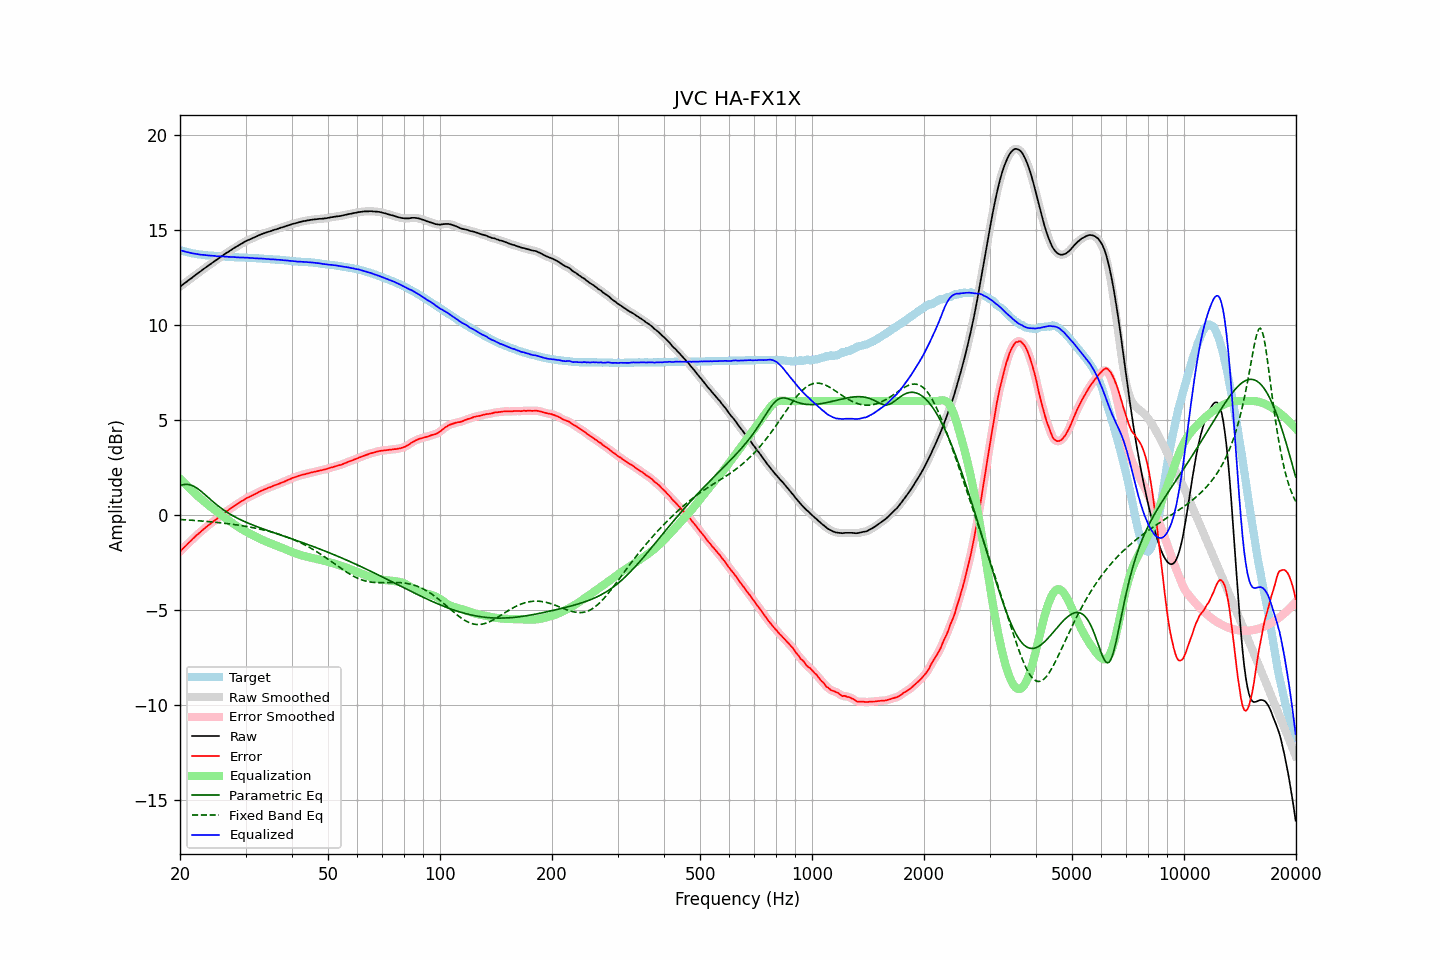 JVC HA-FX1X
Amplitude (dBr)
20
15
10
5
0
−5
−10
−15
Target
Raw Smoothed
Error Smoothed
Raw
Error
Equalization
Parametric Eq
Fixed Band Eq
Equalized
20 50 100 200 500 1000 2000 5000 10000 20000
Frequency (Hz)